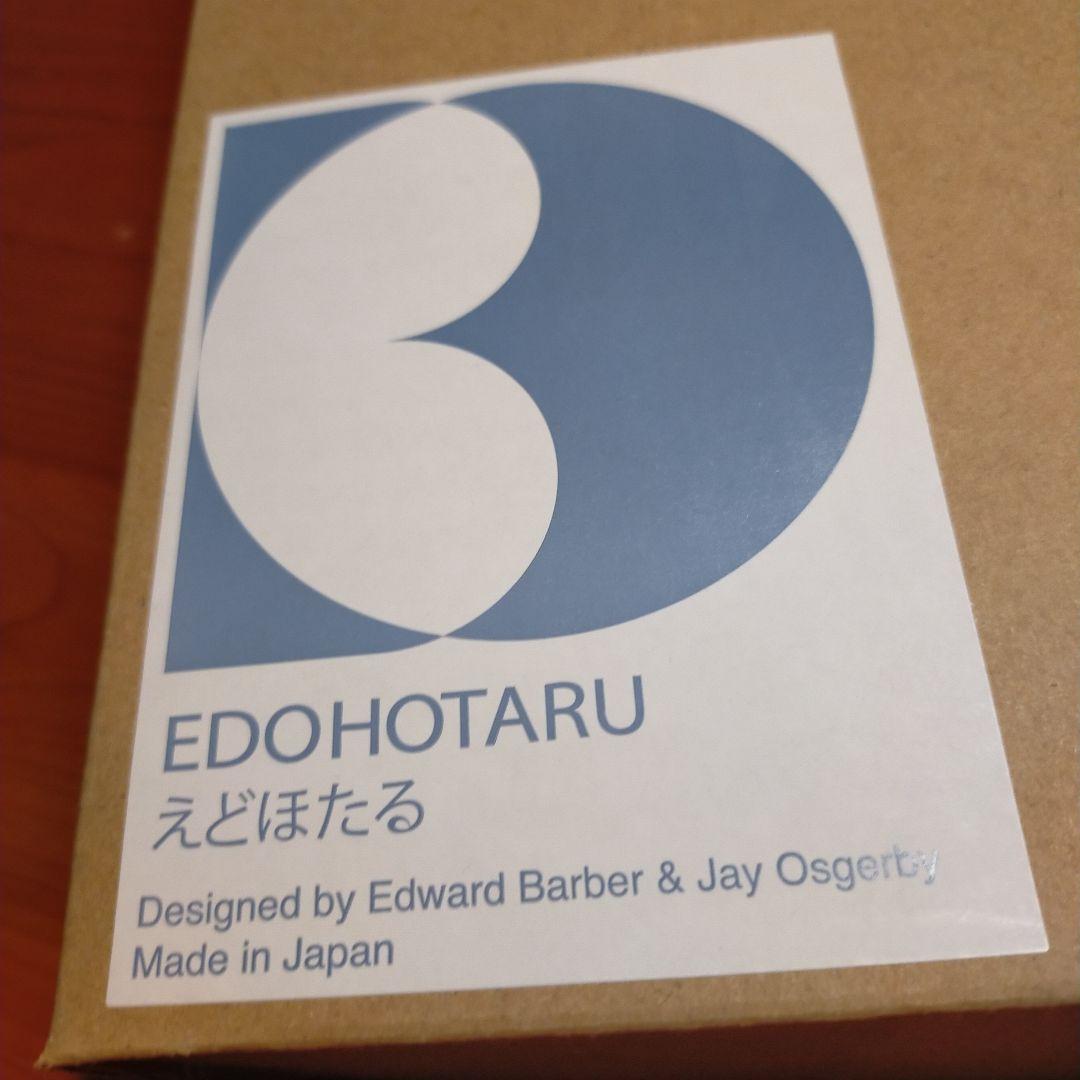 EDOHOTARU
えどほたる
Designed by Edward Barber & Jay Osgerby
Made in Japan